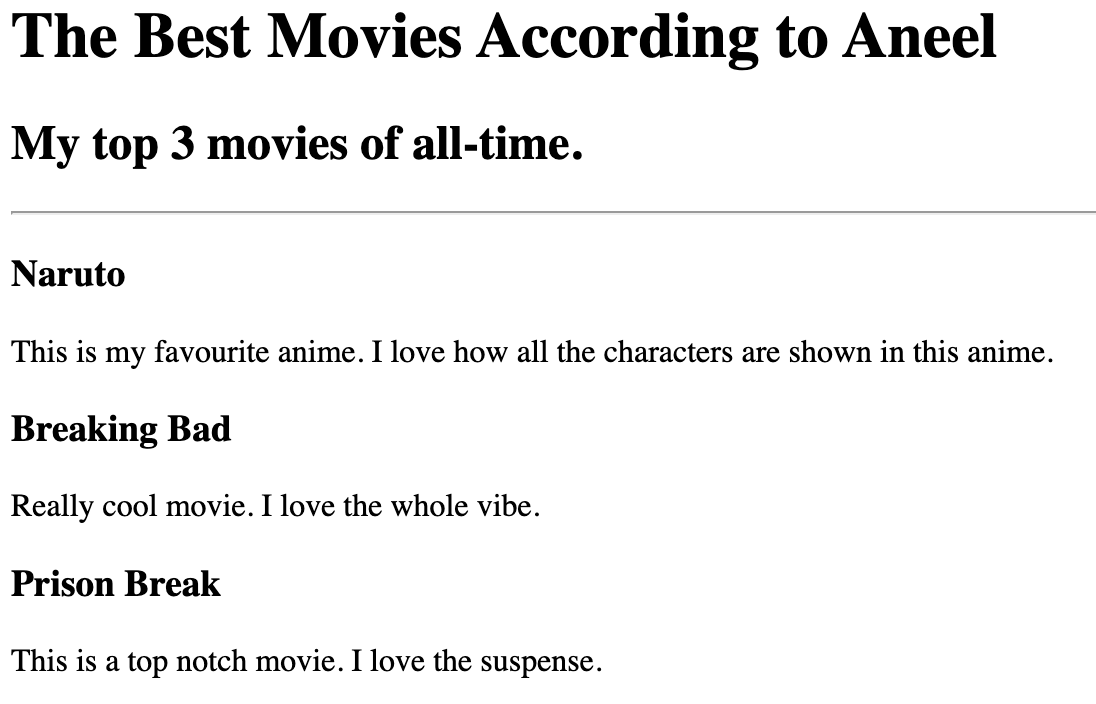 The Best Movies According to Aneel
My top 3 movies of all-time.
Naruto
This is my favourite anime. I love how all the characters are shown in this anime.
Breaking Bad
Really cool movie. I love the whole vibe.
Prison Break
This is a top notch movie. I love the suspense.